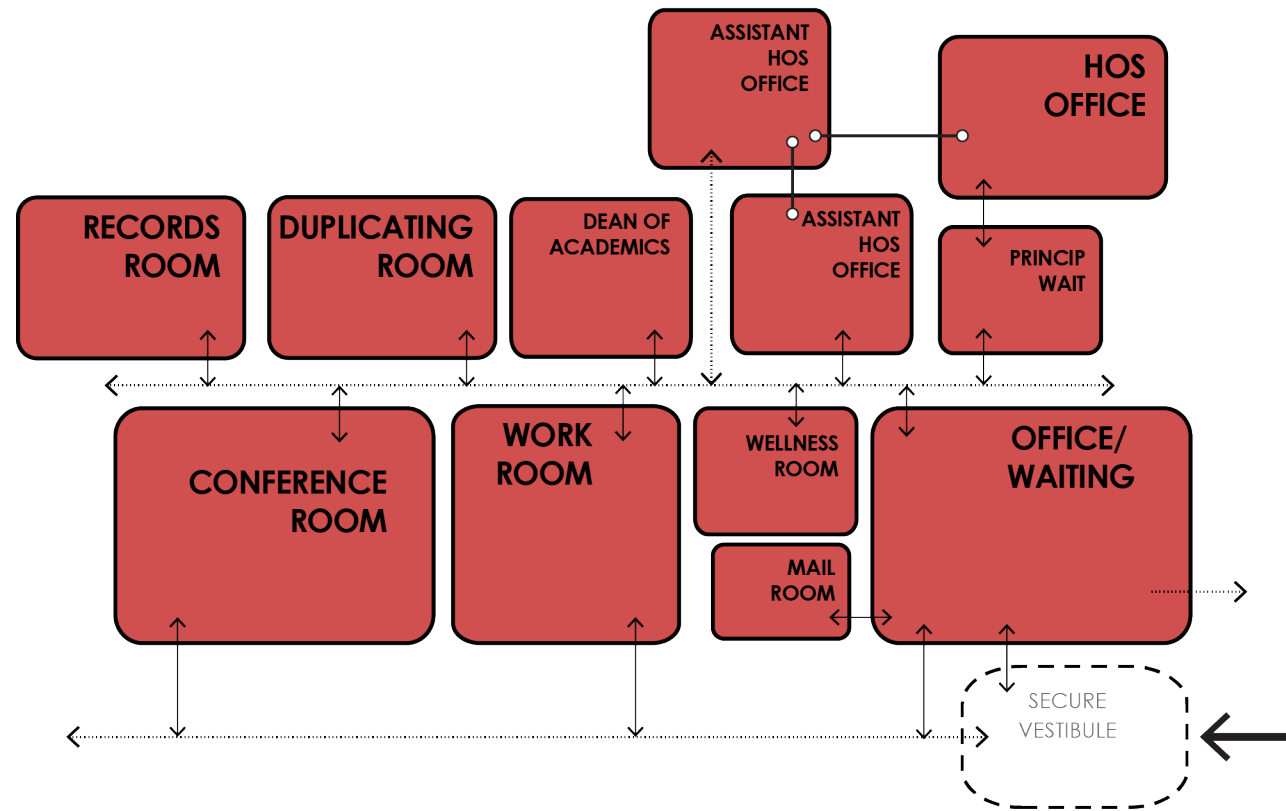 ASSISTANT
HOS
OFFICE
HOS
OFFICE
RECORDS
ROOM
DUPLICATING
ROOM
DEAN OF
ACADEMICS
ASSISTANT
HOS
OFFICE
PRINCIP
WAIT
CONFERENCE
ROOM
WORK
ROOM
WELLNESS
ROOM
OFFICE/
WAITING
MAIL
ROOM
SECURE
VESTIBULE